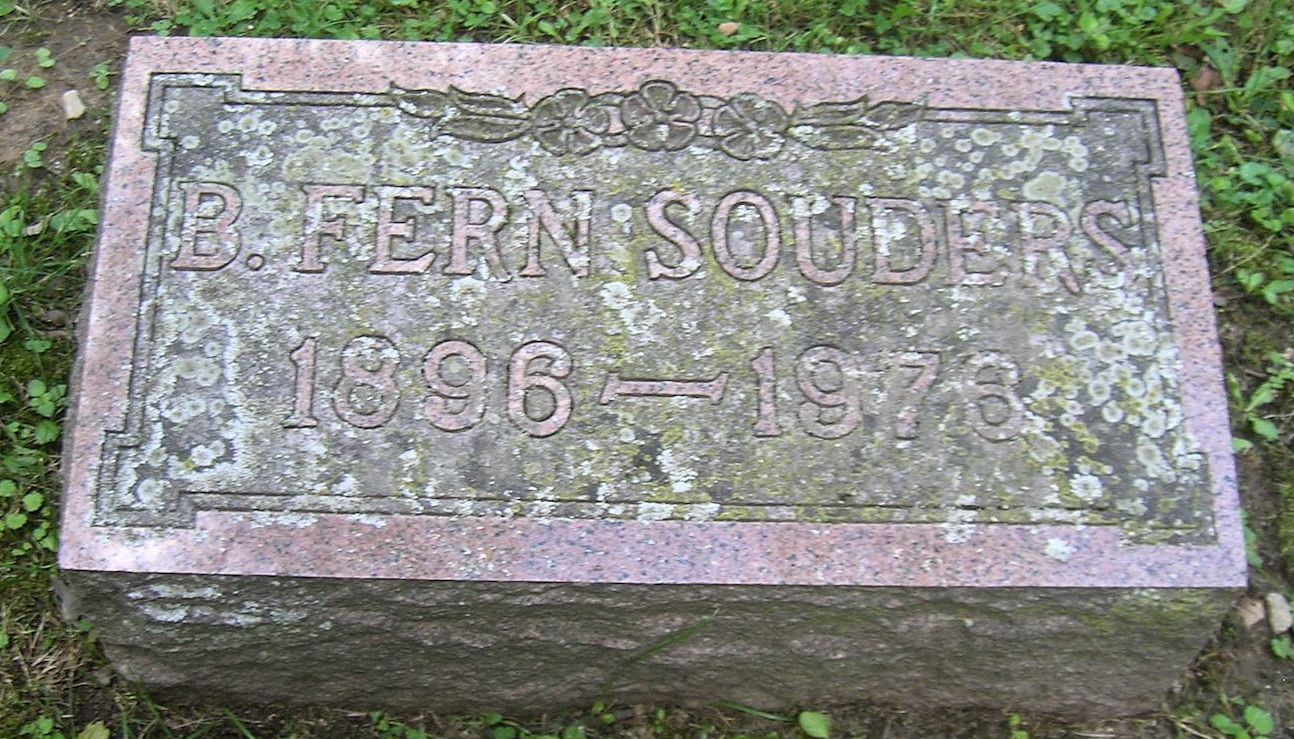 B. FERN SOUDERS
1896 — 1976